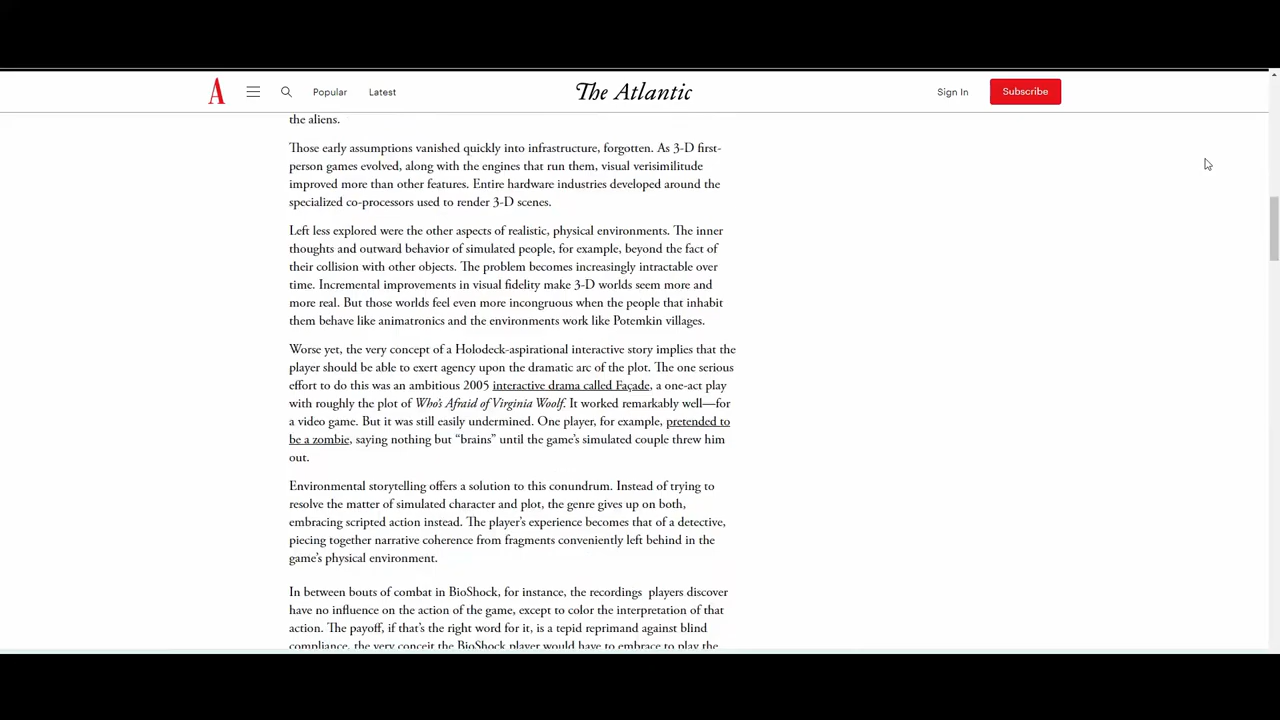 A
Popular
Latest
The Atlantic
Sign In
Subscribe
the aliens.
Those early assumptions vanished quickly into infrastructure, forgotten. As 3-D first-
person games evolved, along with the engines that run them, visual verisimilitude
improved more than other features. Entire hardware industries developed around the
specialized co-processors used to render 3-D scenes.
Left less explored were the other aspects of realistic, physical environments. The inner
thoughts and outward behavior of simulated people, for example, beyond the fact of
their collision with other objects. The problem becomes increasingly intractable over
time. Incremental improvements in visual fidelity make 3-D worlds seem more and
more real. But those worlds feel even more incongruous when the people that inhabit
them behave like animatronics and the environments work like Potemkin villages.
Worse yet, the very concept of a Holodeck-aspirational interactive story implies that the
player should be able to exert agency upon the dramatic arc of the plot. The one serious
effort to do this was an ambitious 2005 interactive drama called Façade, a one-act play
with roughly the plot of Who's Afraid of Virginia Woolf. It worked remarkably well—for
a video game. But it was still easily undermined. One player, for example, pretended to
be a zombie, saying nothing but “brains” until the game's simulated couple threw him
out.
Environmental storytelling offers a solution to this conundrum. Instead of trying to
resolve the matter of simulated character and plot, the genre gives up on both,
embracing scripted action instead. The player's experience becomes that of a detective,
piecing together narrative coherence from fragments conveniently left behind in the
game's physical environment.
In between bouts of combat in BioShock, for instance, the recordings  players discover
have no influence on the action of the game, except to color the interpretation of that
action. The payoff, if that's the right word for it, is a tepid reprimand against blind
compliance, the very conceit the BioShock player would have to embrace to play the